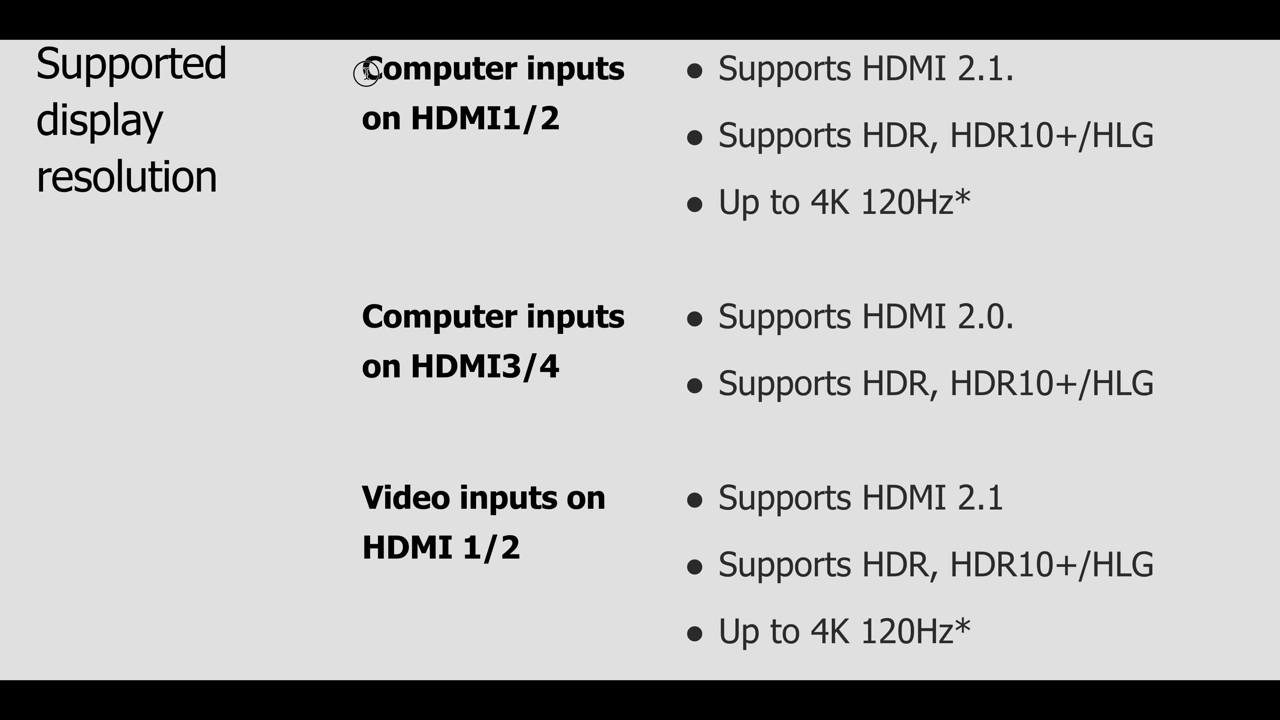 Supported
display
resolution
Computer inputs
on HDMI1/2
● Supports HDMI 2.1.
● Supports HDR, HDR10+/HLG
● Up to 4K 120Hz*
Computer inputs
on HDMI3/4
● Supports HDMI 2.0.
● Supports HDR, HDR10+/HLG
Video inputs on
HDMI 1/2
● Supports HDMI 2.1
● Supports HDR, HDR10+/HLG
● Up to 4K 120Hz*